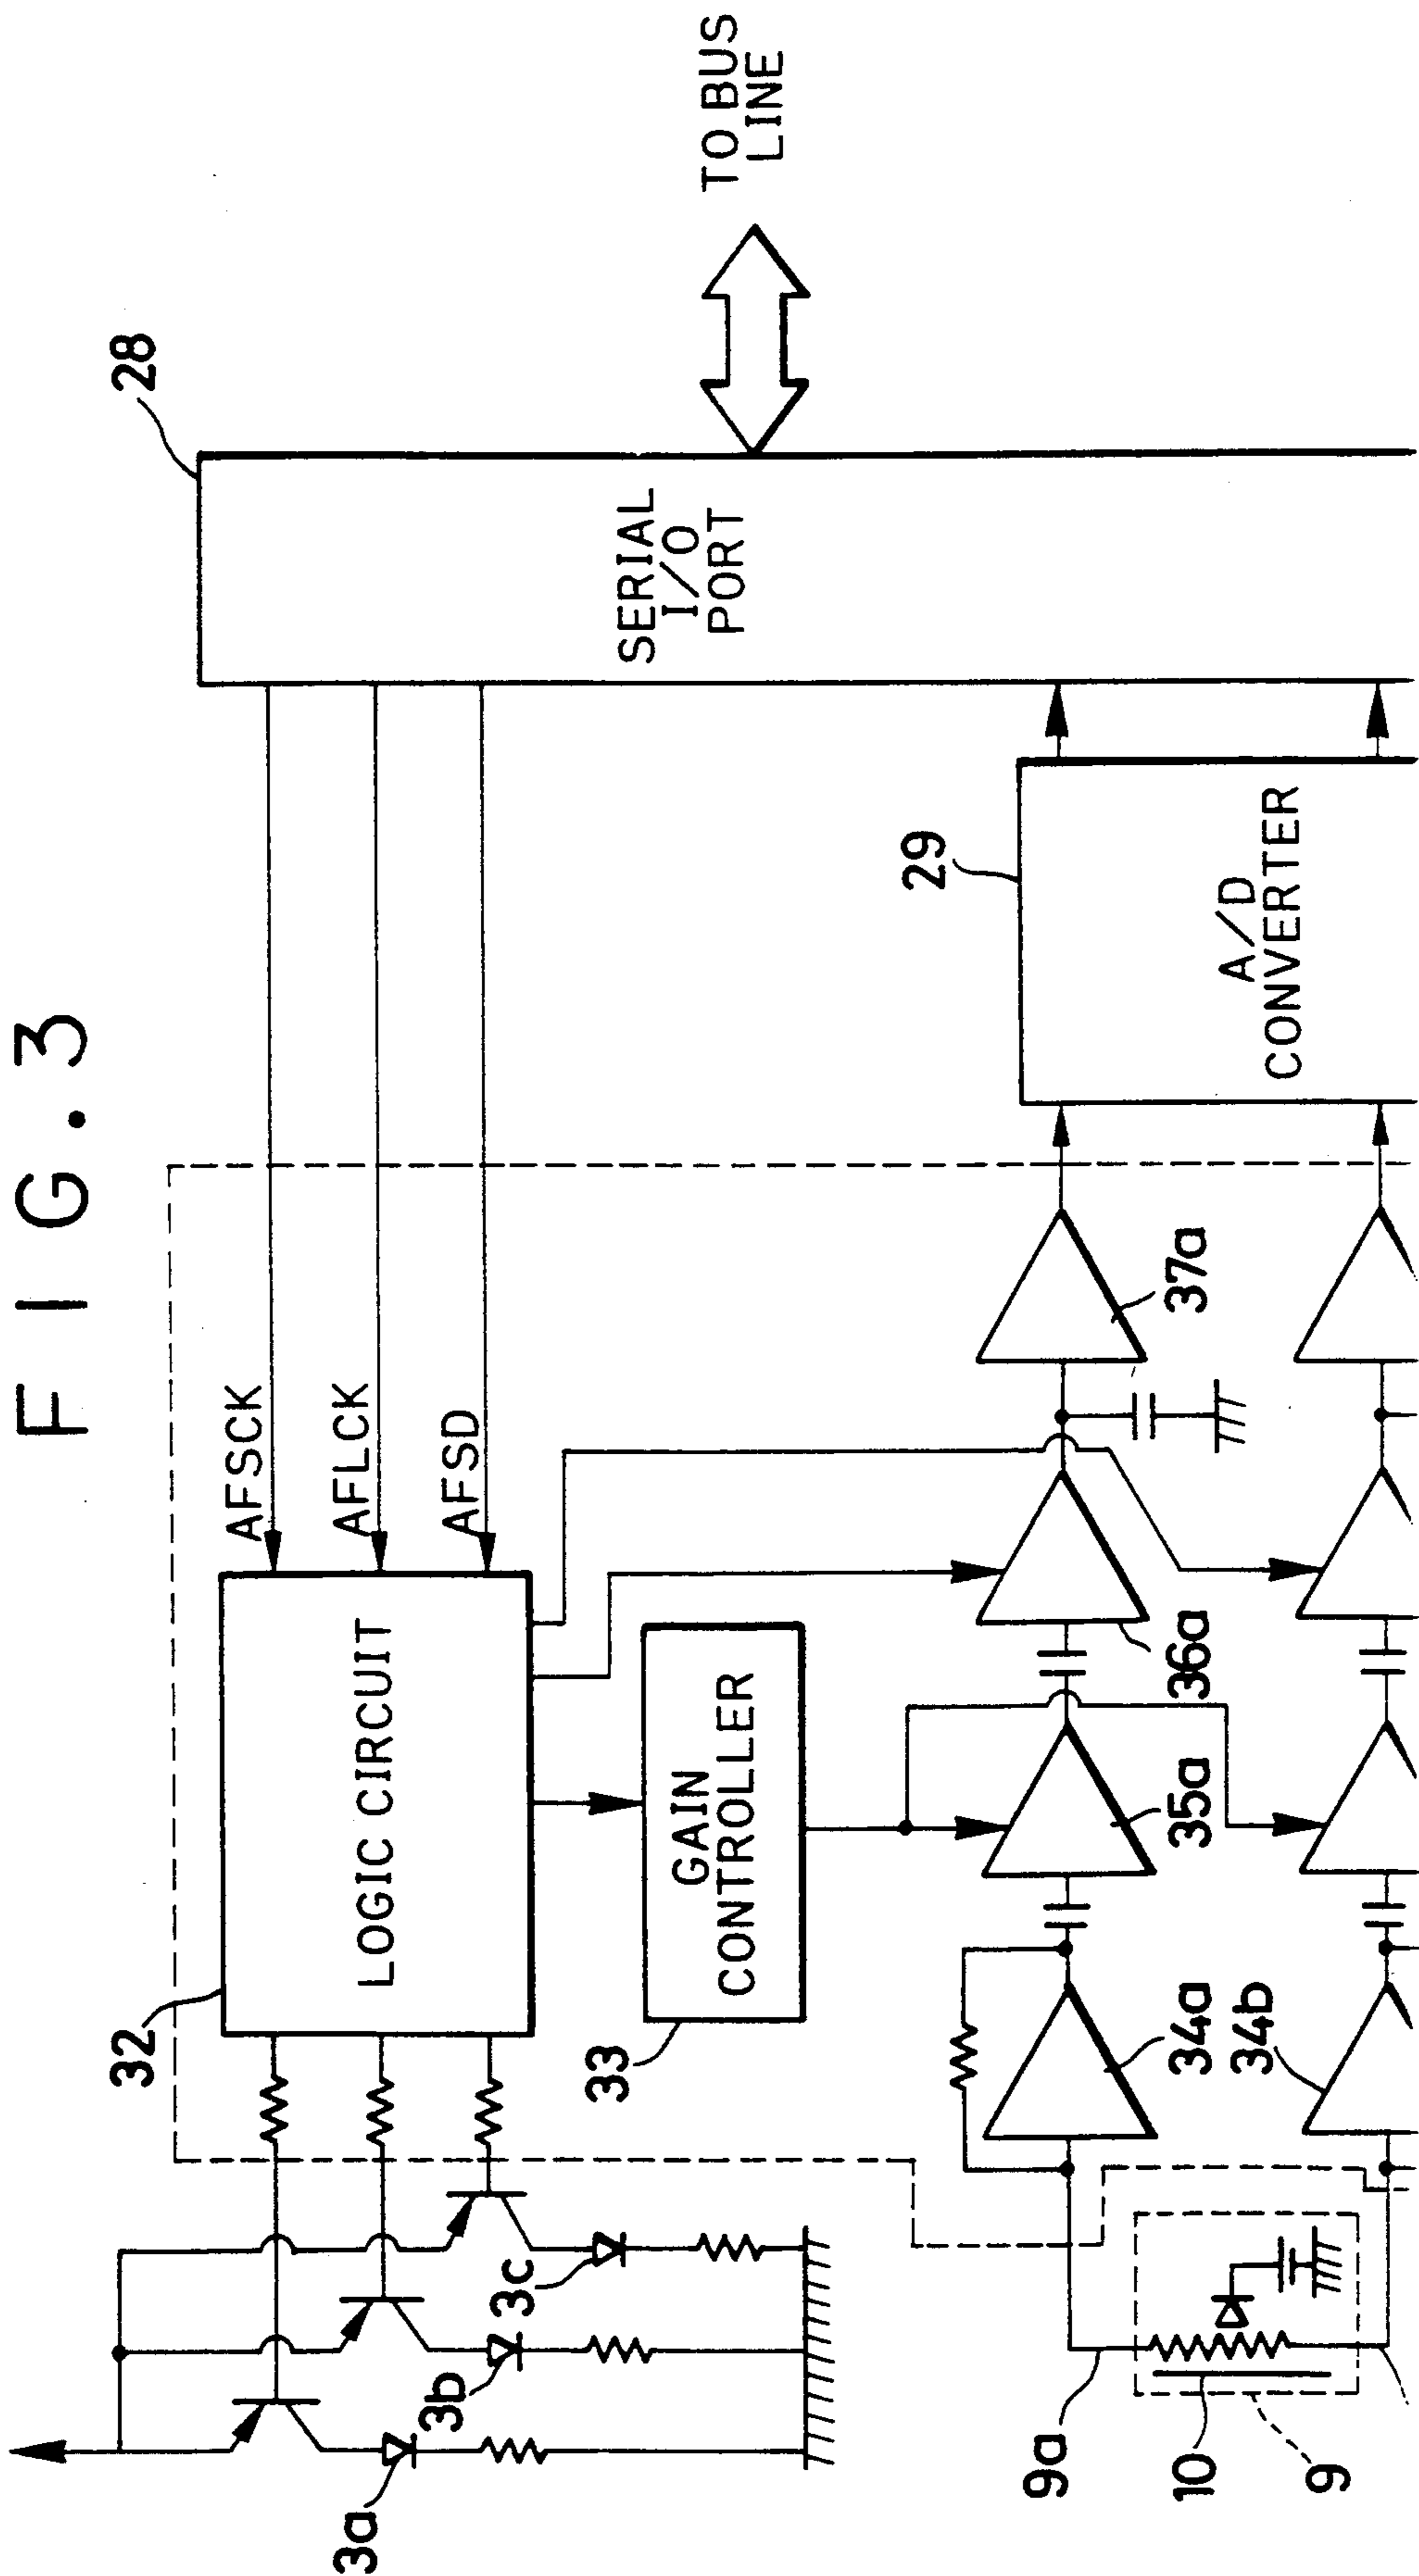 FIG.3
28
TO BUS
LINE
SERIAL
I/O
PORT
AFSCK
AFLCK
AFSD
32
LOGIC CIRCUIT
33
GAIN
CONTROLLER
29
A/D
CONVERTER
3a
3b
3c
34a
35a
36a
37a
34b
9a
10
9